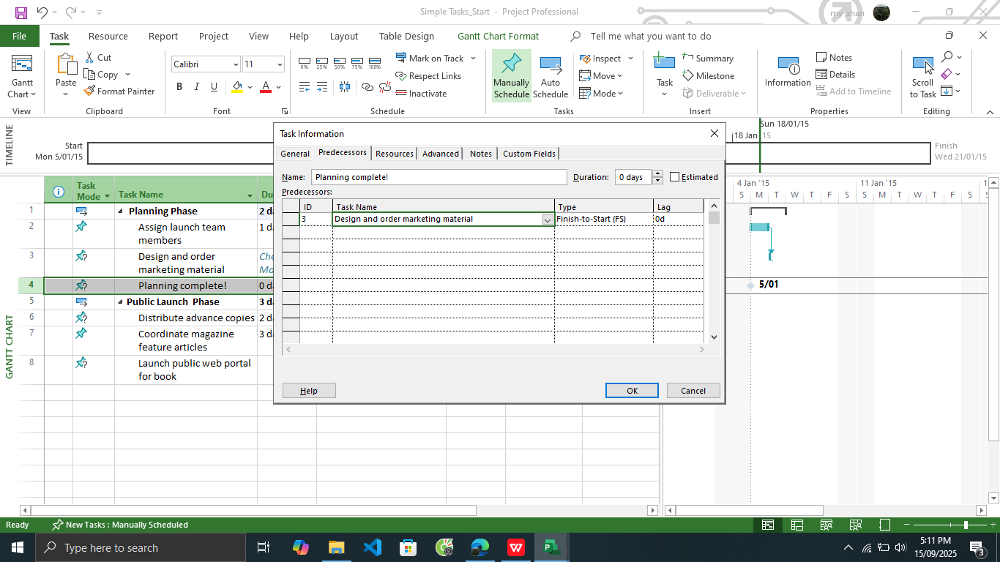 Simple Tasks_Start - Project Professional
my phan
File Task Resource Report Project View Help Layout Table Design Gantt Chart Format Tell me what you want to do
Gantt Chart
View
Paste
Cut
Copy
Format Painter
Clipboard
Calibri 11
B I U A
Font
0% 25% 50% 75% 100%
Mark on Track
Respect Links
Inactivate
Schedule
Manually Schedule
Auto Schedule
Inspect
Move
Mode
Tasks
Task
Summary
Milestone
Deliverable
Insert
Information
Notes
Details
Add to Timeline
Properties
Scroll to Task
Editing
TIMELINE
Start
Mon 5/01/15
Sun 18/01/15
18 Jan '15
Finish
Wed 21/01/15
Task Information
General Predecessors Resources Advanced Notes Custom Fields
Name: Planning complete! Duration: 0 days Estimated
Predecessors:
ID Task Name Type Lag
3 Design and order marketing material Finish-to-Start (FS) 0d
Help OK Cancel
GANTT CHART
Task Mode Task Name Du
1 Planning Phase 2 da
2 Assign launch team members 1 da
3 Design and order marketing material Che Ma
4 Planning complete! 0 da
5 Public Launch Phase 3 da
6 Distribute advance copies 2 da
7 Coordinate magazine feature articles 3 da
8 Launch public web portal for book
4 Jan '15 11 Jan '15 1
S M T W T F S S M T W T F S S
5/01
Ready New Tasks : Manually Scheduled
Type here to search
5:11 PM
15/09/2025
3